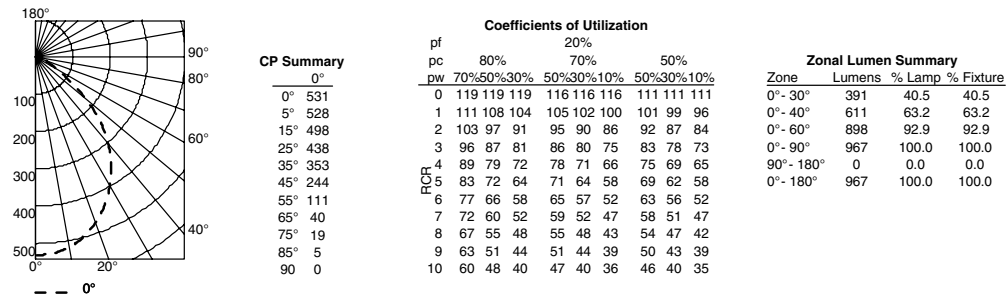 180°
90°
80°
100
200
60°
300
400
40°
500
0° 20°
0°
CP Summary
0°
0° 531
5° 528
15° 498
25° 438
35° 353
45° 244
55° 111
65° 40
75° 19
85° 5
90 0
Coefficients of Utilization
pf 20%
pc 80% 70% 50%
pw 70%50%30% 50%30%10% 50%30%10%
0 119 119 119 116 116 116 111 111 111
1 111 108 104 105 102 100 101 99 96
2 103 97 91 95 90 86 92 87 84
3 96 87 81 86 80 75 83 78 73
4 89 79 72 78 71 66 75 69 65
RCR
5 83 72 64 71 64 58 69 62 58
6 77 66 58 65 57 52 63 56 52
7 72 60 52 59 52 47 58 51 47
8 67 55 48 55 48 43 54 47 42
9 63 51 44 51 44 39 50 43 39
10 60 48 40 47 40 36 46 40 35
Zonal Lumen Summary
Zone Lumens % Lamp % Fixture
0°- 30° 391 40.5 40.5
0°- 40° 611 63.2 63.2
0°- 60° 898 92.9 92.9
0°- 90° 967 100.0 100.0
90°- 180° 0 0.0 0.0
0°- 180° 967 100.0 100.0